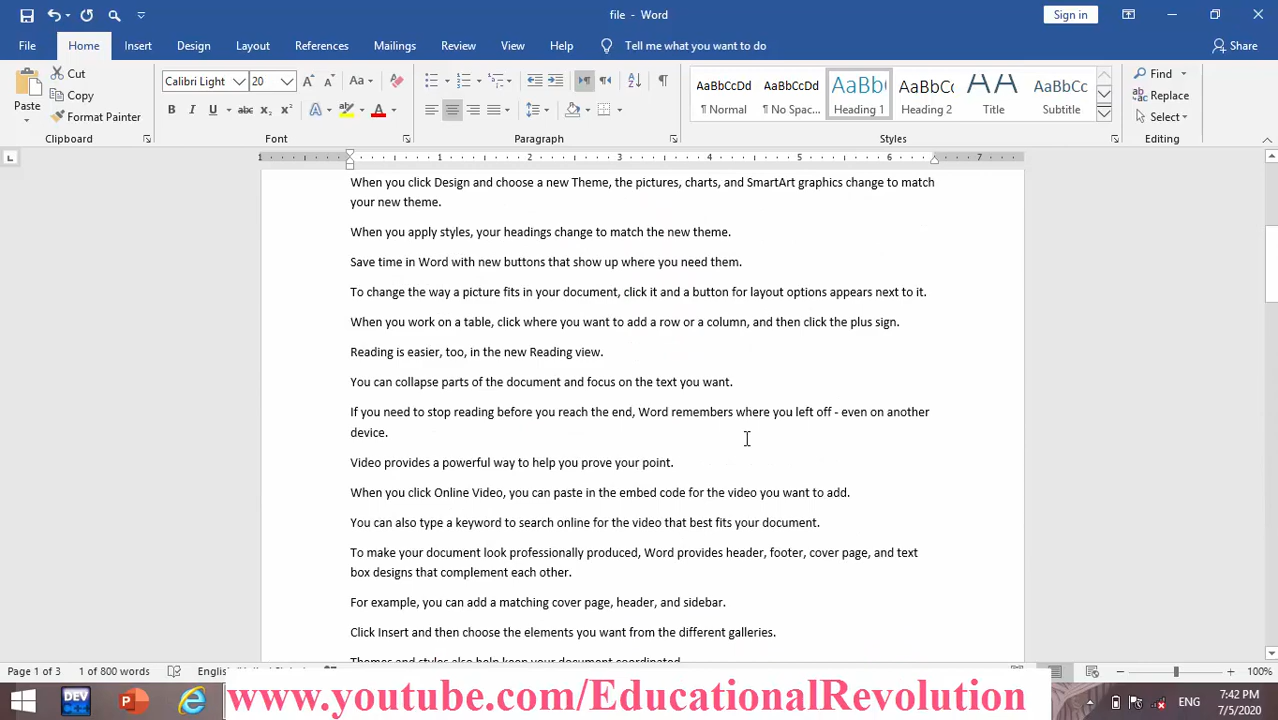 file - Word
Sign in
File Home Insert Design Layout References Mailings Review View Help Tell me what you want to do Share
Paste
Cut
Copy
Format Painter
Calibri Light 20
B I U abc x₂ x²
AaBbCcDd ¶ Normal
AaBbCcDd ¶ No Spac...
AaBb( Heading 1
AaBbCc Heading 2
AA Title
AaBbCcDd Subtitle
Find
Replace
Select
Clipboard Font Paragraph Styles Editing
1 1 2 3 4 5 6 7
When you click Design and choose a new Theme, the pictures, charts, and SmartArt graphics change to match
your new theme.
When you apply styles, your headings change to match the new theme.
Save time in Word with new buttons that show up where you need them.
To change the way a picture fits in your document, click it and a button for layout options appears next to it.
When you work on a table, click where you want to add a row or a column, and then click the plus sign.
Reading is easier, too, in the new Reading view.
You can collapse parts of the document and focus on the text you want.
If you need to stop reading before you reach the end, Word remembers where you left off - even on another
device.
Video provides a powerful way to help you prove your point.
When you click Online Video, you can paste in the embed code for the video you want to add.
You can also type a keyword to search online for the video that best fits your document.
To make your document look professionally produced, Word provides header, footer, cover page, and text
box designs that complement each other.
For example, you can add a matching cover page, header, and sidebar.
Click Insert and then choose the elements you want from the different galleries.
Themes and styles also help keep your document coordinated.
Page 1 of 3 1 of 800 words 100%
DEV
www.youtube.com/EducationalRevolution
ENG
7:42 PM
7/5/2020